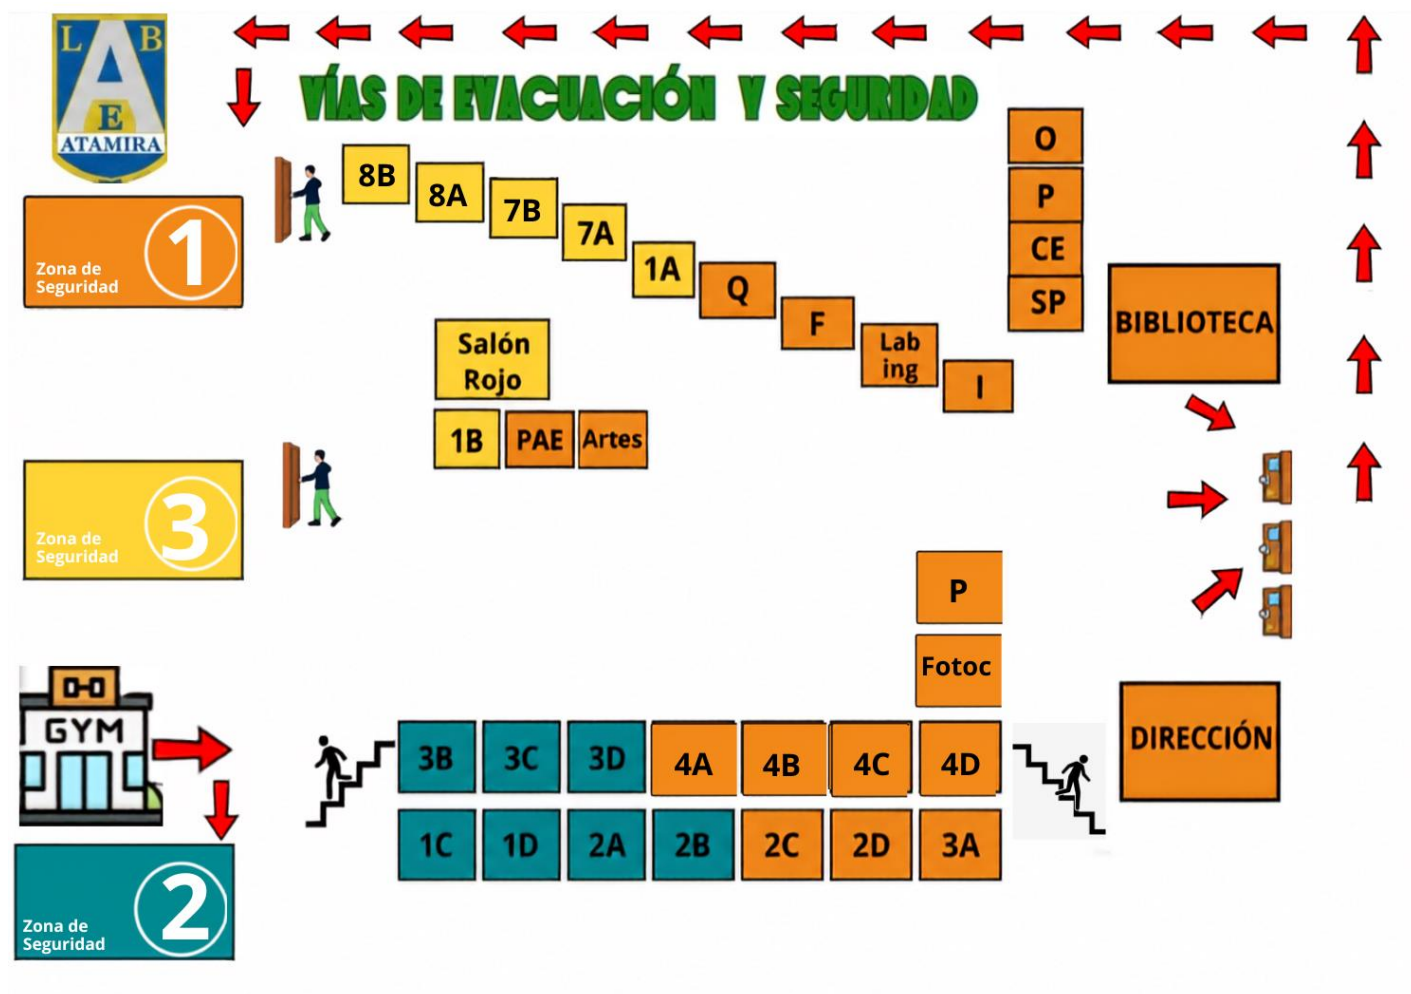 L B
A
E
ATAMIRA
VÍAS DE EVACUACIÓN Y SEGURIDAD
O
P
CE
SP
8B
8A
7B
7A
1A
Q
F
Lab
ing
I
BIBLIOTECA
Zona de
Seguridad
1
Salón
Rojo
1B
PAE
Artes
Zona de
Seguridad
3
P
Fotoc
GYM
3B
3C
3D
4A
4B
4C
4D
DIRECCIÓN
1C
1D
2A
2B
2C
2D
3A
Zona de
Seguridad
2